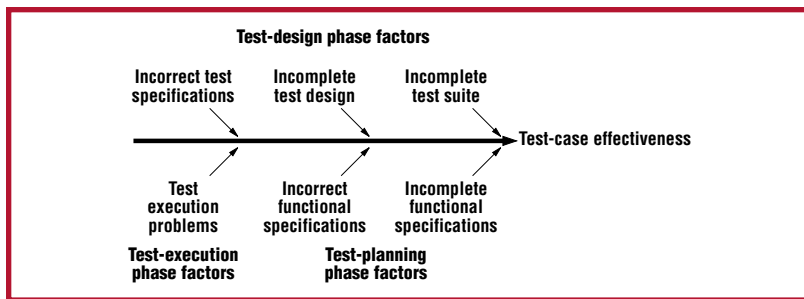 Test-design phase factors
Incorrect test
specifications
Incomplete
test design
Incomplete
test suite
Test-case effectiveness
Test
execution
problems
Incorrect
functional
specifications
Incomplete
functional
specifications
Test-execution
phase factors
Test-planning
phase factors